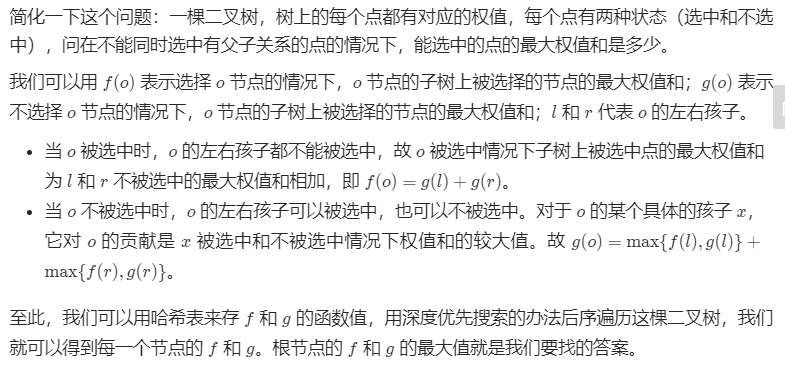 简化一下这个问题：一棵二叉树，树上的每个点都有对应的权值，每个点有两种状态（选中和不选
中），问在不能同时选中有父子关系的点的情况下，能选中的点的最大权值和是多少。
我们可以用 f(o) 表示选择 o 节点的情况下，o 节点的子树上被选择的节点的最大权值和；g(o) 表示
不选择 o 节点的情况下，o 节点的子树上被选择的节点的最大权值和；l 和 r 代表 o 的左右孩子。
• 当 o 被选中时，o 的左右孩子都不能被选中，故 o 被选中情况下子树上被选中点的最大权值和
为 l 和 r 不被选中的最大权值和相加，即 f(o) = g(l) + g(r)。
• 当 o 不被选中时，o 的左右孩子可以被选中，也可以不被选中。对于 o 的某个具体的孩子 x，
它对 o 的贡献是 x 被选中和不被选中情况下权值和的较大值。故 g(o) = max{f(l), g(l)} +
max{f(r), g(r)}。
至此，我们可以用哈希表来存 f 和 g 的函数值，用深度优先搜索的办法后序遍历这棵二叉树，我们
就可以得到每一个节点的 f 和 g。根节点的 f 和 g 的最大值就是我们要找的答案。